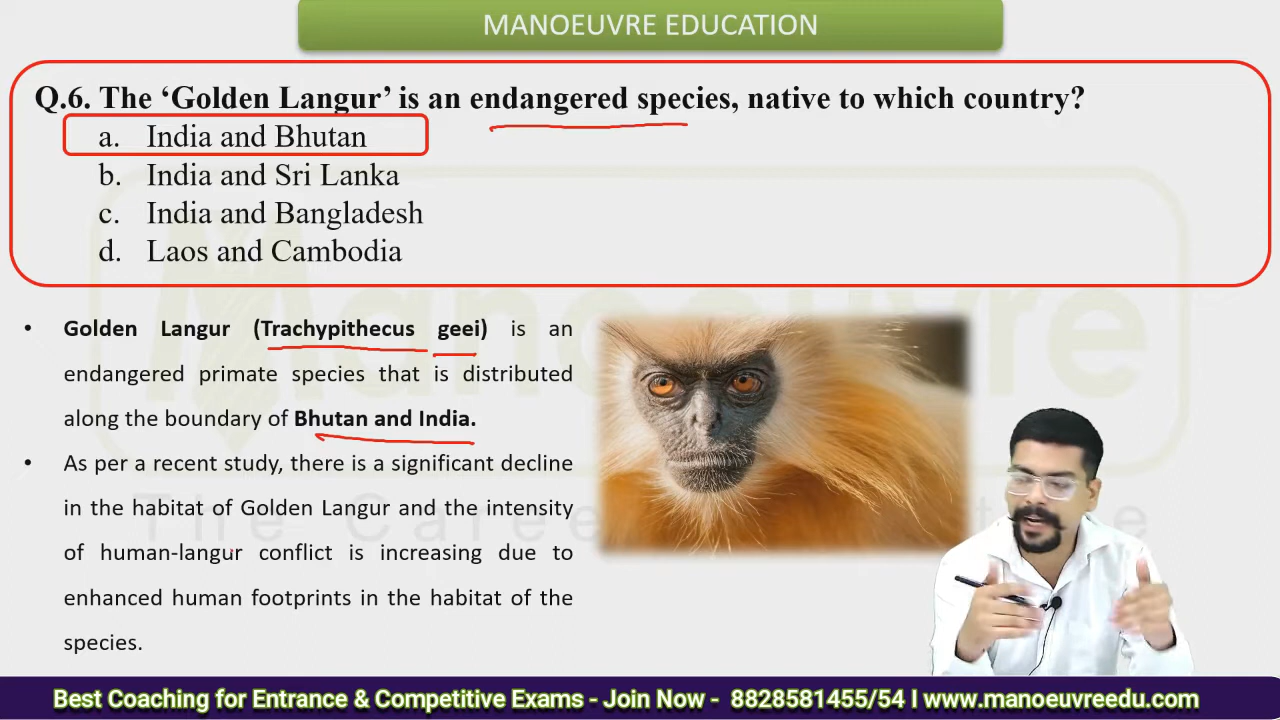 MANOEUVRE EDUCATION
Q.6. The ‘Golden Langur’ is an endangered species, native to which country?
a. India and Bhutan
b. India and Sri Lanka
c. India and Bangladesh
d. Laos and Cambodia
• Golden Langur (Trachypithecus geei) is an
endangered primate species that is distributed
along the boundary of Bhutan and India.
• As per a recent study, there is a significant decline
in the habitat of Golden Langur and the intensity
of human-langur conflict is increasing due to
enhanced human footprints in the habitat of the
species.
Manoeuvre
Best Coaching for Entrance & Competitive Exams - Join Now - 8828581455/54 I www.manoeuvreedu.com